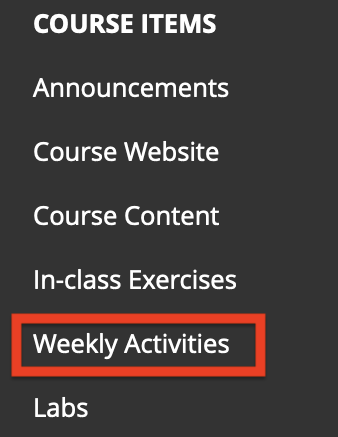 COURSE ITEMS
Announcements
Course Website
Course Content
In-class Exercises
Weekly Activities
Labs